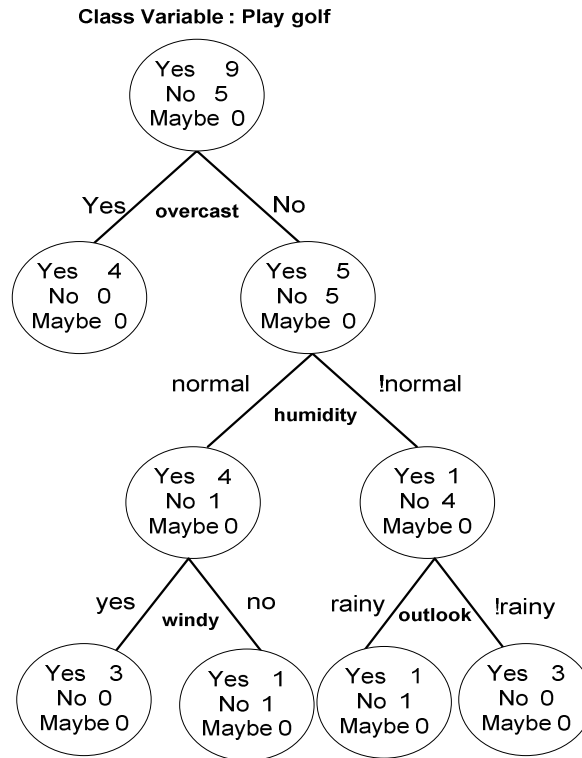 Class Variable : Play golf
Yes 9
No 5
Maybe 0
Yes
overcast
No
Yes 4
No 0
Maybe 0
Yes 5
No 5
Maybe 0
normal
!normal
humidity
Yes 4
No 1
Maybe 0
Yes 1
No 4
Maybe 0
yes
windy
no
rainy
outlook
!rainy
Yes 3
No 0
Maybe 0
Yes 1
No 1
Maybe 0
Yes 1
No 1
Maybe 0
Yes 3
No 0
Maybe 0